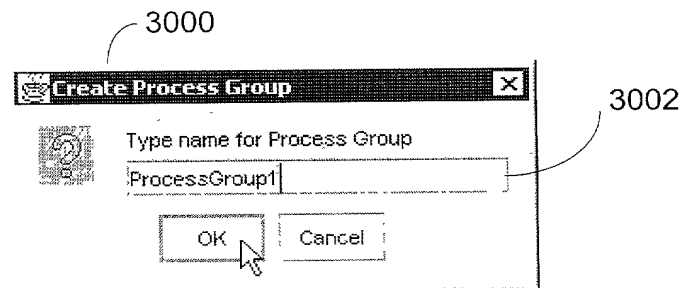 3000
Create Process Group
3002
Type name for Process Group
ProcessGroup1
OK Cancel